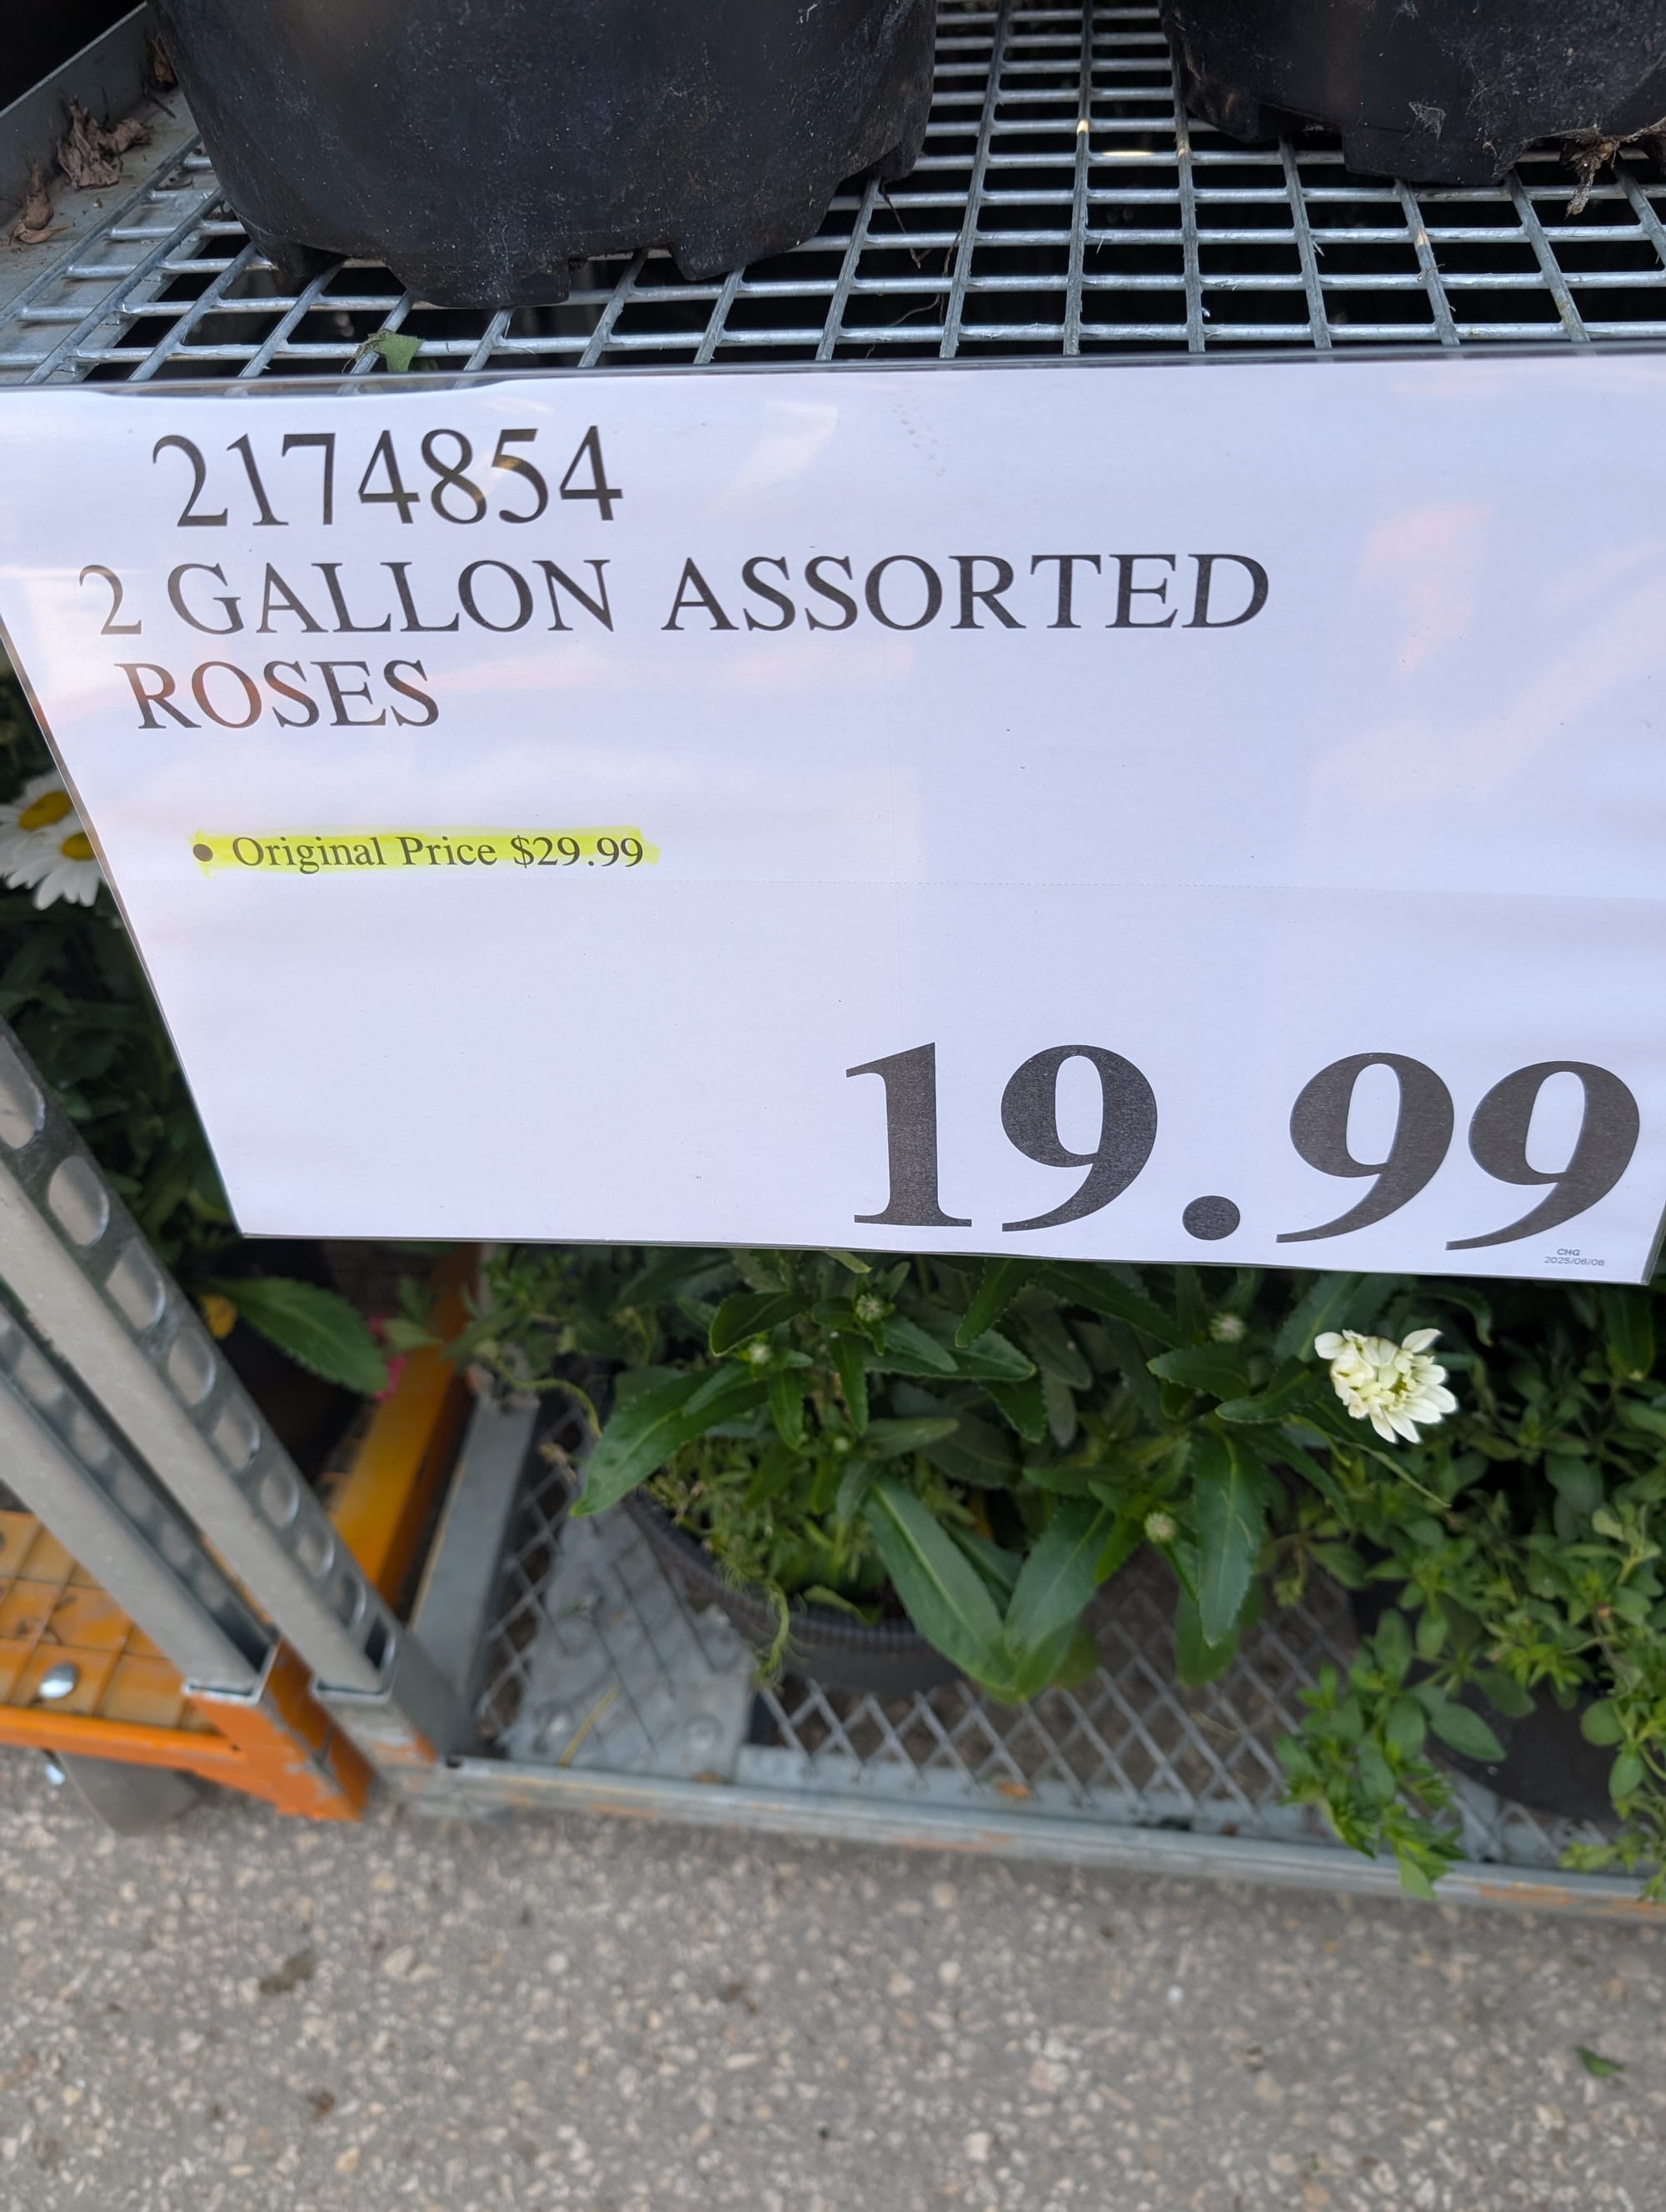 2174854
2 GALLON ASSORTED
ROSES
• Original Price $29.99
19.99
CHG
2025/06/06